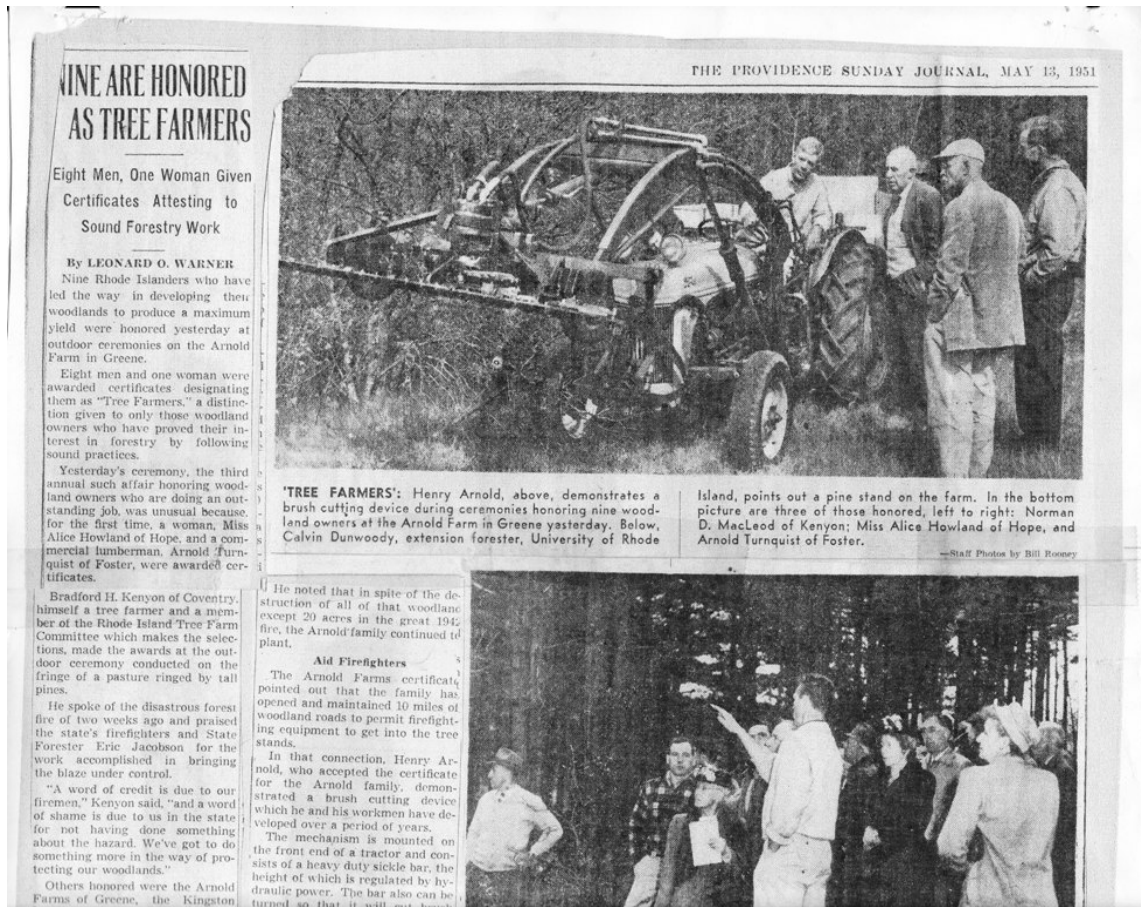 THE PROVIDENCE SUNDAY JOURNAL, MAY 13, 1951
NINE ARE HONORED
AS TREE FARMERS
Eight Men, One Woman Given
Certificates Attesting to
Sound Forestry Work
By LEONARD O. WARNER
Nine Rhode Islanders who have
led the way in developing their
woodlands to produce a maximum
yield were honored yesterday at
outdoor ceremonies on the Arnold
Farm in Greene.
Eight men and one woman were
awarded certificates designating
them as "Tree Farmers," a distinc-
tion given to only those woodland
owners who have proved their in-
terest in forestry by following
sound practices.
Yesterday's ceremony, the third
annual such affair honoring wood-
land owners who are doing an out-
standing job, was unusual because,
for the first time, a woman, Miss
Alice Howland of Hope, and a com-
mercial lumberman, Arnold Turn-
quist of Foster, were awarded cer-
tificates.
Bradford H. Kenyon of Coventry,
himself a tree farmer and a mem-
ber of the Rhode Island Tree Farm
Committee which makes the selec-
tions, made the awards at the out-
door ceremony conducted on the
fringe of a pasture ringed by tall
pines.
He spoke of the disastrous forest
fire of two weeks ago and praised
the state's firefighters and State
Forester Eric Jacobson for the
work accomplished in bringing
the blaze under control.
"A word of credit is due to our
firemen," Kenyon said, "and a word
of shame is due to us in the state
for not having done something
about the hazard. We've got to do
something more in the way of pro-
tecting our woodlands."
Others honored were the Arnold
Farms of Greene, the Kingston
'TREE FARMERS': Henry Arnold, above, demonstrates a
brush cutting device during ceremonies honoring nine wood-
land owners at the Arnold Farm in Greene yesterday. Below,
Calvin Dunwoody, extension forester, University of Rhode
Island, points out a pine stand on the farm. In the bottom
picture are three of those honored, left to right: Norman
D. MacLeod of Kenyon; Miss Alice Howland of Hope, and
Arnold Turnquist of Foster.
—Staff Photos by Bill Rooney
He noted that in spite of the de-
struction of all of that woodland
except 20 acres in the great 1942
fire, the Arnold family continued to
plant.
Aid Firefighters
The Arnold Farms certificate
pointed out that the family has
opened and maintained 10 miles of
woodland roads to permit firefight-
ing equipment to get into the tree
stands.
In that connection, Henry Ar-
nold, who accepted the certificate
for the Arnold family, demon-
strated a brush cutting device
which he and his workmen have de-
veloped over a period of years.
The mechanism is mounted on
the front end of a tractor and con-
sists of a heavy duty sickle bar, the
height of which is regulated by hy-
draulic power. The bar also can be
turned so that it will cut brush